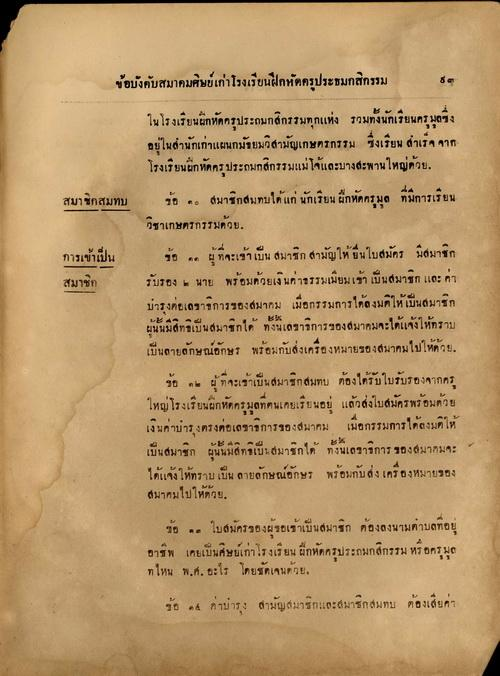 ข้อบังคับสมาคมศิษย์เก่าโรงเรียนฝึกหัดครูประถมกสิกรรม ๙๓
ในโรงเรียนฝึกหัดครูประถมกสิกรรมทุกแห่ง รวมทั้งนักเรียนครูมูลซึ่ง
อยู่ในสำนักเก่าแผนกมัธยมวิสามัญเกษตรกรรม ซึ่งเรียนสำเร็จจาก
โรงเรียนฝึกหัดครูประถมกสิกรรมแม่โจ้และบางสะพานใหญ่ด้วย.
สมาชิกสมทบ ข้อ ๑๐ สมาชิกสมทบได้แก่ นักเรียนฝึกหัดครูมูล ที่มีการเรียน
วิชาเกษตรกรรมด้วย.
การเข้าเป็น ข้อ ๑๑ ผู้ที่จะเข้าเป็นสมาชิกสามัญให้ยื่นใบสมัคร มีสมาชิก
สมาชิก รับรอง ๒ นาย พร้อมด้วยเงินค่าธรรมเนียมเข้าเป็นสมาชิก และค่า
บำรุงต่อเลขาธิการของสมาคม เมื่อกรรมการได้ลงมติให้เป็นสมาชิก
ผู้นั้นมีสิทธิเป็นสมาชิกได้ ทั้งนี้เลขาธิการของสมาคมจะได้แจ้งให้ทราบ
เป็นลายลักษณ์อักษร พร้อมกับส่งเครื่องหมายของสมาคมไปให้ด้วย.
ข้อ ๑๒ ผู้ที่จะเข้าเป็นสมาชิกสมทบ ต้องได้รับใบรับรองจากครู
ใหญ่โรงเรียนฝึกหัดครูมูลที่ตนเคยเรียนอยู่ แล้วส่งใบสมัครพร้อมด้วย
เงินค่าบำรุงตรงต่อเลขาธิการของสมาคม เมื่อกรรมการได้ลงมติให้
เป็นสมาชิก ผู้นั้นมีสิทธิเป็นสมาชิกได้ ทั้งนี้เลขาธิการของสมาคมจะ
ได้แจ้งให้ทราบเป็นลายลักษณ์อักษร พร้อมกับส่งเครื่องหมายของ
สมาคมไปให้ด้วย.
ข้อ ๑๓ ใบสมัครของผู้ขอเข้าเป็นสมาชิก ต้องลงนามตำบลที่อยู่
อาชีพ เคยเป็นศิษย์เก่าโรงเรียนฝึกหัดครูประถมกสิกรรม หรือครูมูล
ที่ไหน พ.ศ. อะไร โดยชัดเจนด้วย.
ข้อ ๑๔ ค่าบำรุง สามัญสมาชิกและสมาชิกสมทบ ต้องเสียค่า